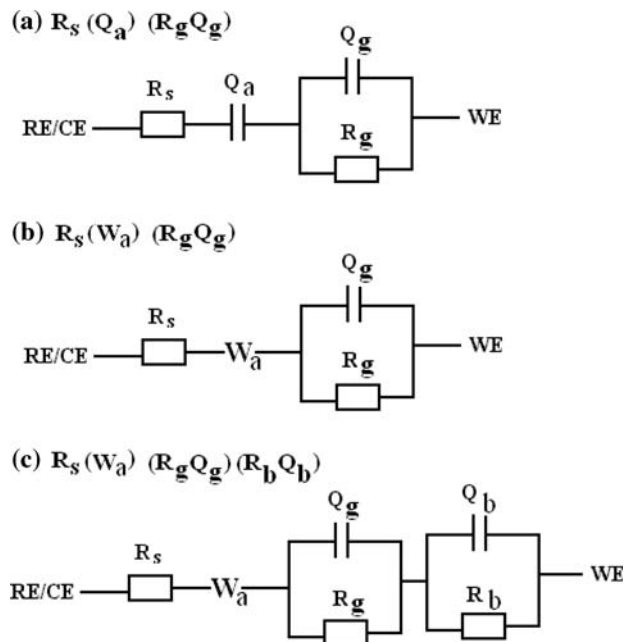 (a) Rs (Qa) (RgQg)
Qg
Rs Qa
RE/CE WE
Rg
(b) Rs(Wa) (RgQg)
Qg
Rs
RE/CE Wa WE
Rg
(c) Rs(Wa) (RgQg)(RbQb)
Qg Qb
Rs
RE/CE Wa WE
Rg Rb